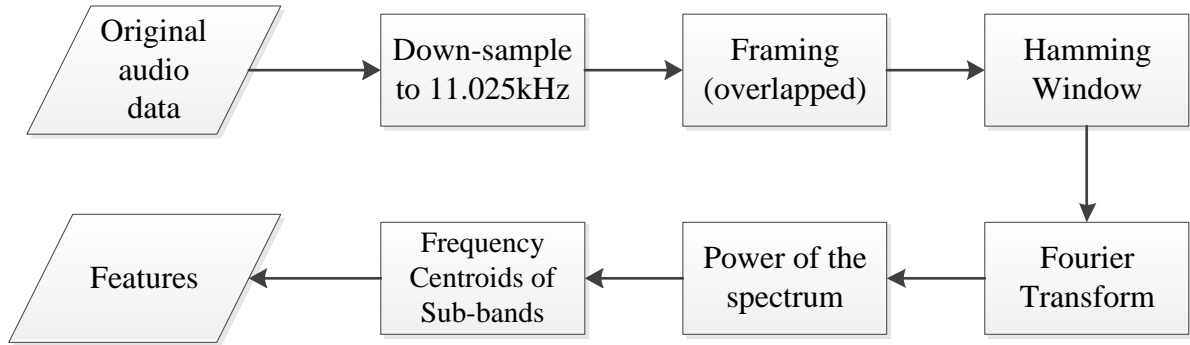 Original
audio
data
Down-sample
to 11.025kHz
Framing
(overlapped)
Hamming
Window
Fourier
Transform
Power of the
spectrum
Frequency
Centroids of
Sub-bands
Features